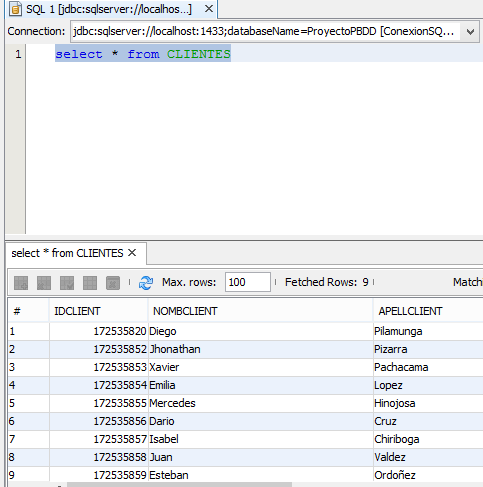 SQL 1 [jdbc:sqlserver://localhos...]
Connection: jdbc:sqlserver://localhost:1433;databaseName=ProyectoPBDD [ConexionSQ...
1 select * from CLIENTES
select * from CLIENTES
Max. rows: 100 Fetched Rows: 9 Match
# IDCLIENT NOMBCLIENT APELLCLIENT
1 172535820 Diego Pilamunga
2 172535852 Jhonathan Pizarra
3 172535853 Xavier Pachacama
4 172535854 Emilia Lopez
5 172535855 Mercedes Hinojosa
6 172535856 Dario Cruz
7 172535857 Isabel Chiriboga
8 172535858 Juan Valdez
9 172535859 Esteban Ordoñez